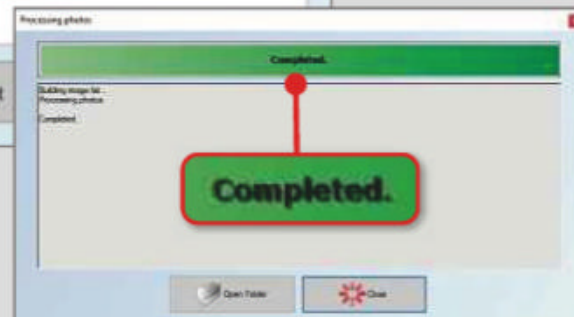 Processing photos
Completed.
Building image list...
Processing photos
Completed.
Completed.
Open Folder
Close